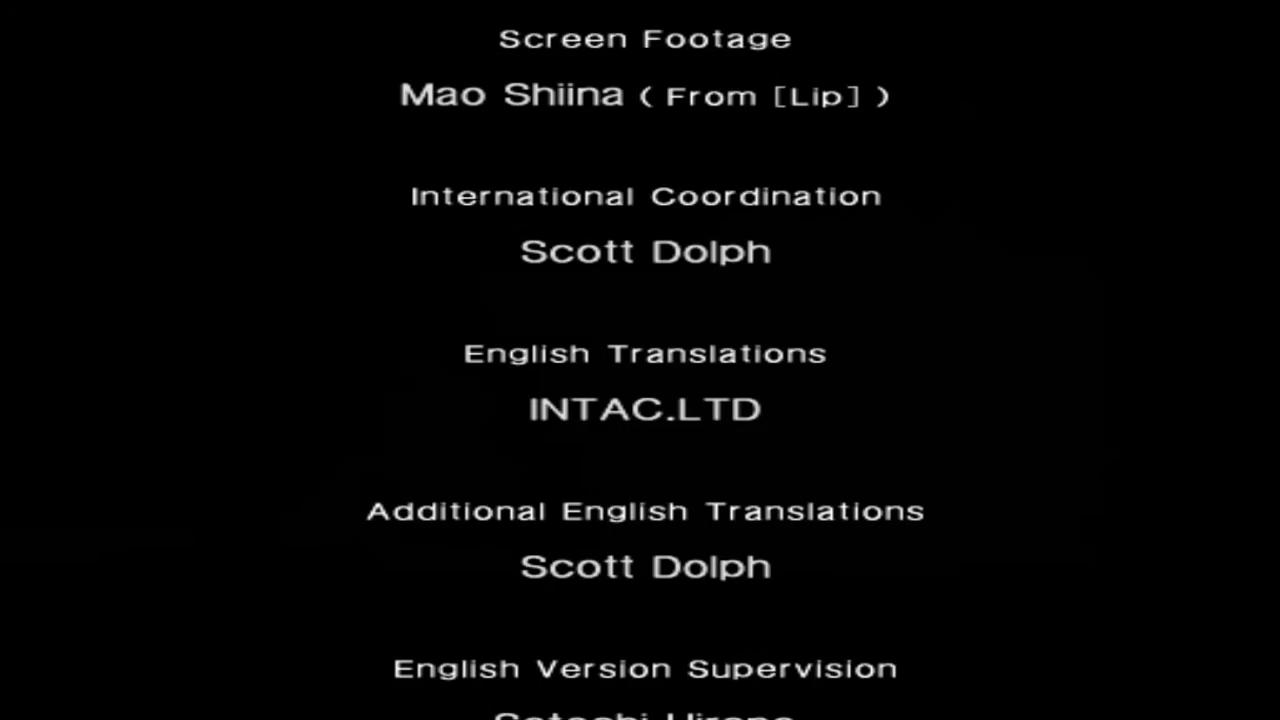 Screen Footage
Mao Shiina ( From [Lip] )
International Coordination
Scott Dolph
English Translations
INTAC.LTD
Additional English Translations
Scott Dolph
English Version Supervision